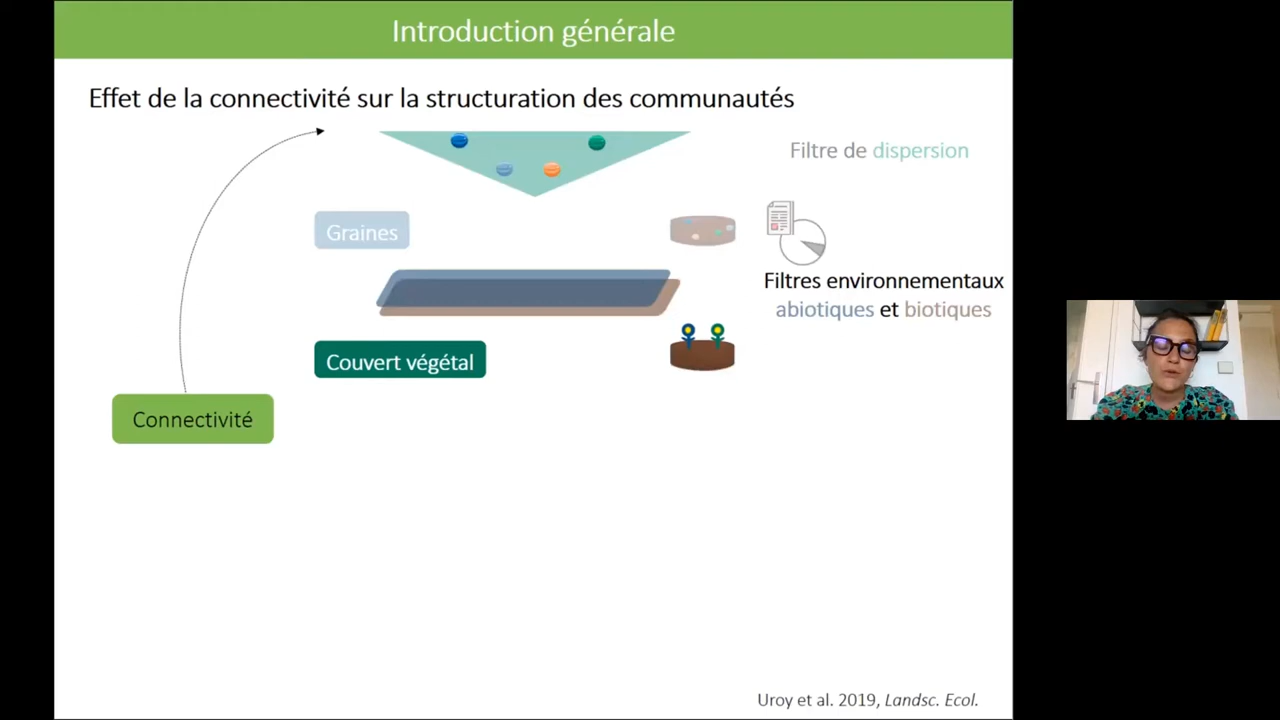 Introduction générale
Effet de la connectivité sur la structuration des communautés
Filtre de dispersion
Graines
Filtres environnementaux
abiotiques et biotiques
Couvert végétal
Connectivité
Uroy et al. 2019, Landsc. Ecol.